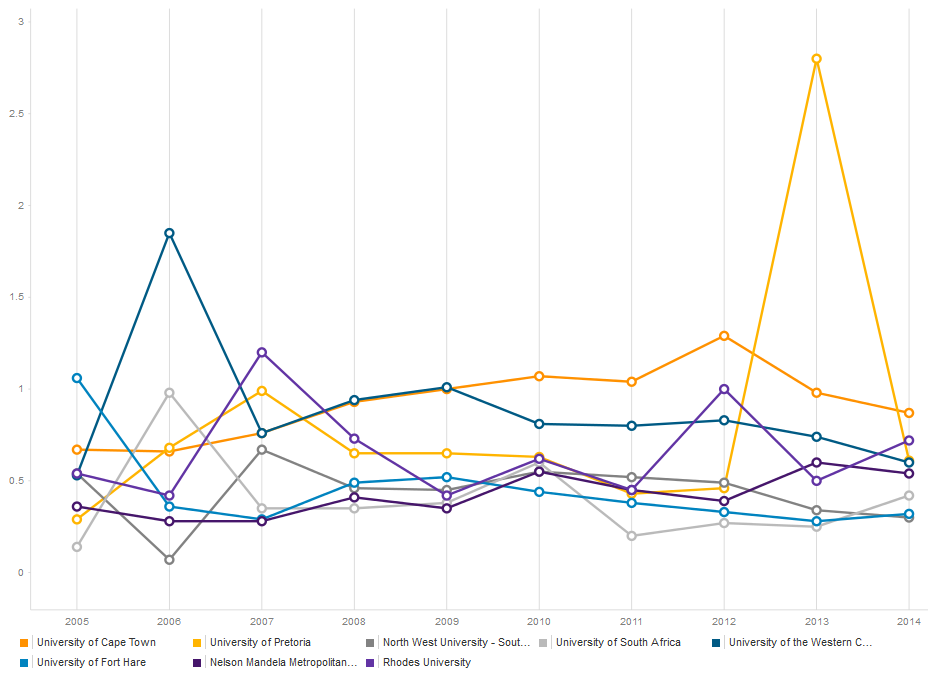 3
2.5
2
1.5
1
0.5
0
2005 2006 2007 2008 2009 2010 2011 2012 2013 2014
University of Cape Town University of Pretoria North West University - Sout... University of South Africa University of the Western C...
University of Fort Hare Nelson Mandela Metropolitan... Rhodes University